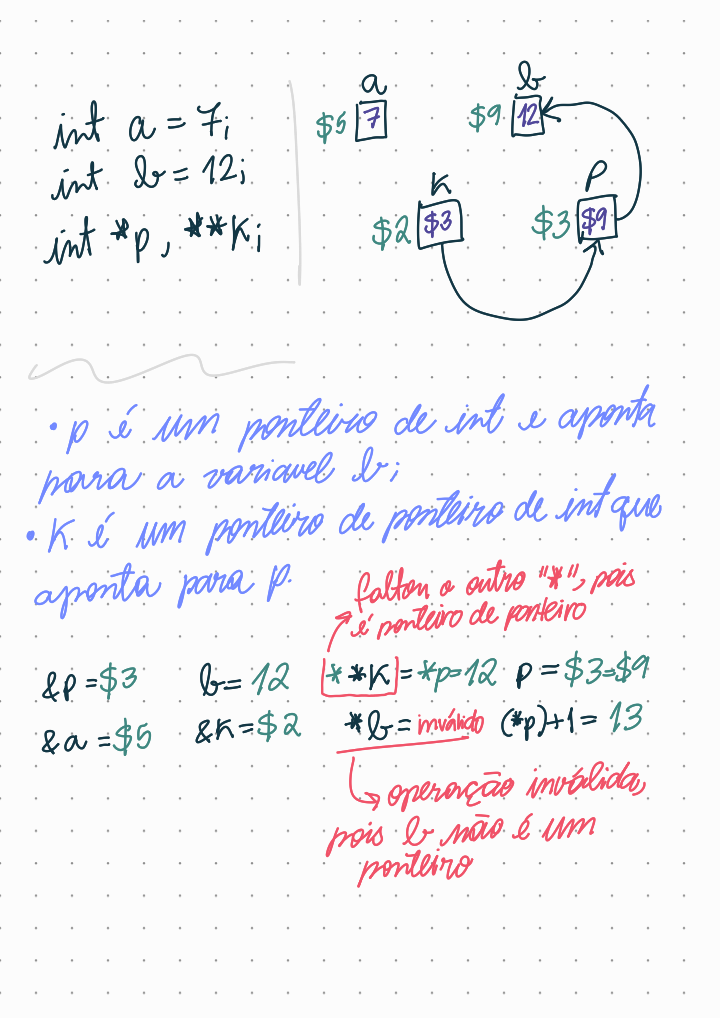 int a = 7;
int b = 12;
int *p, **k;
a
$5 7
b
$9 12
k
$2 $3
p
$3 $9
• p é um ponteiro de int e aponta
para a variavel b;
• k é um ponteiro de ponteiro de int que
aponta para p.
faltou o outro "*", pois
é ponteiro de ponteiro
&p = $3 b = 12 **k = *p = 12 p = $3 → $9
&a = $5 &k = $2 *b = inválido (*p)+1 = 13
operação inválida,
pois b não é um
ponteiro